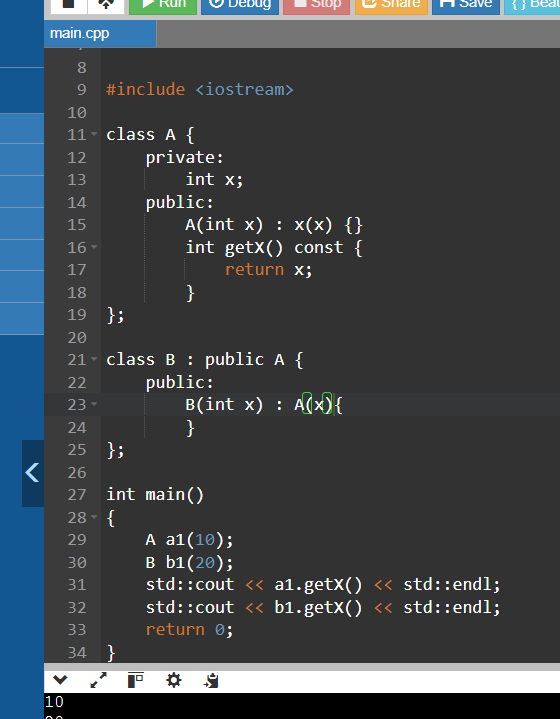 Run Debug Stop Share Save { }
main.cpp
8
9 #include <iostream>
10
11 class A {
12 private:
13 int x;
14 public:
15 A(int x) : x(x) {}
16 int getX() const {
17 return x;
18 }
19 };
20
21 class B : public A {
22 public:
23 B(int x) : A(x){
24 }
25 };
26
27 int main()
28 {
29 A a1(10);
30 B b1(20);
31 std::cout << a1.getX() << std::endl;
32 std::cout << b1.getX() << std::endl;
33 return 0;
34 }
10